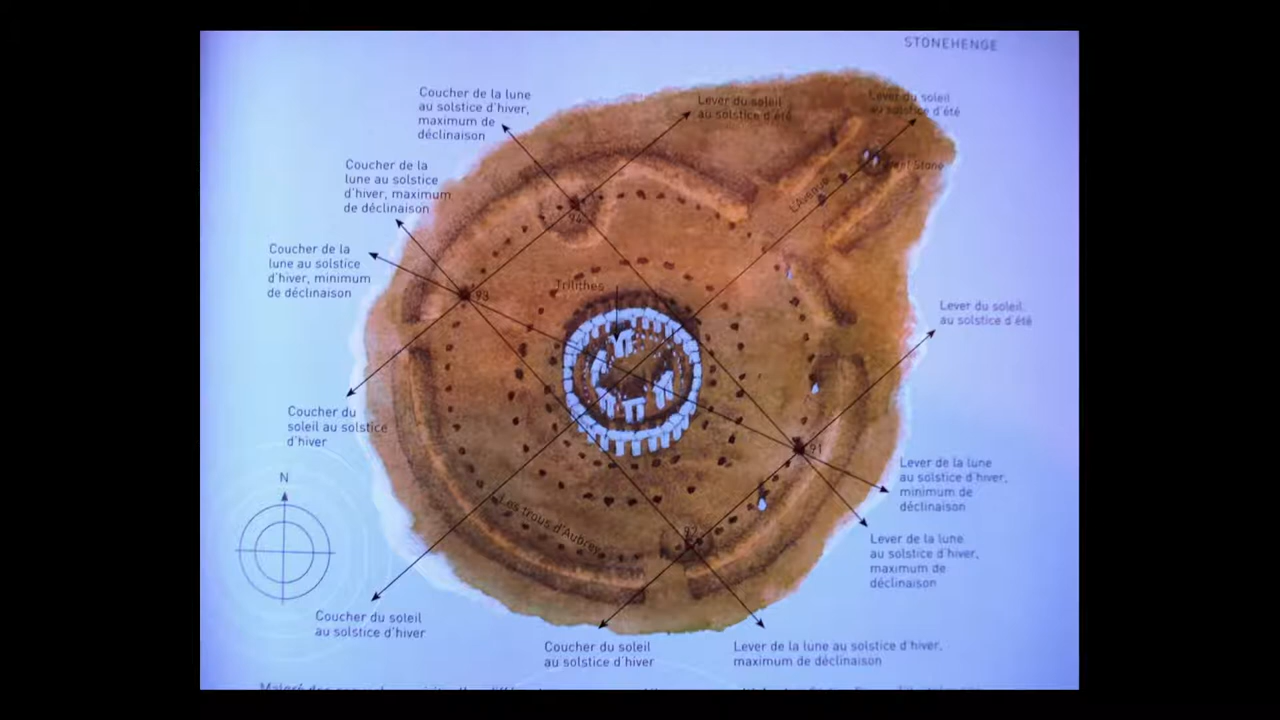 STONEHENGE
Coucher de la lune
au solstice d'hiver,
maximum de
déclinaison
Lever du soleil
au solstice d'été
Lever du soleil
au solstice d'été
Coucher de la
lune au solstice
d'hiver, maximum
de déclinaison
Heel Stone
L'Avenue
94
Coucher de la
lune au solstice
d'hiver, minimum
de déclinaison
93
Trilithes
Lever du soleil
au solstice d'été
Coucher du
soleil au solstice
d'hiver
91
Lever de la lune
au solstice d'hiver,
minimum de
déclinaison
N
Les trous d'Aubrey
92
Lever de la lune
au solstice d'hiver,
maximum de
déclinaison
Coucher du soleil
au solstice d'hiver
Coucher du soleil
au solstice d'hiver
Lever de la lune au solstice d'hiver,
maximum de déclinaison